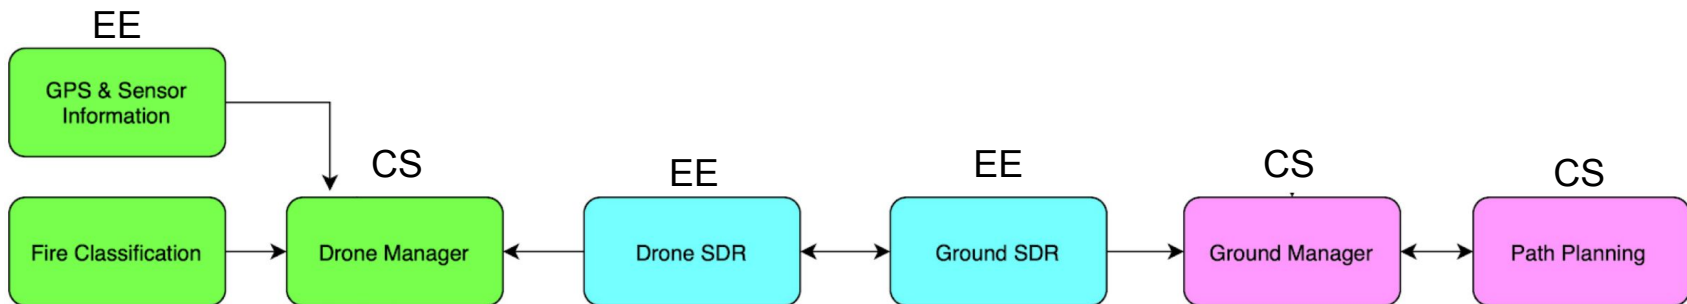 EE
GPS & Sensor
Information
CS
EE
EE
CS
CS
Fire Classification
Drone Manager
Drone SDR
Ground SDR
Ground Manager
Path Planning